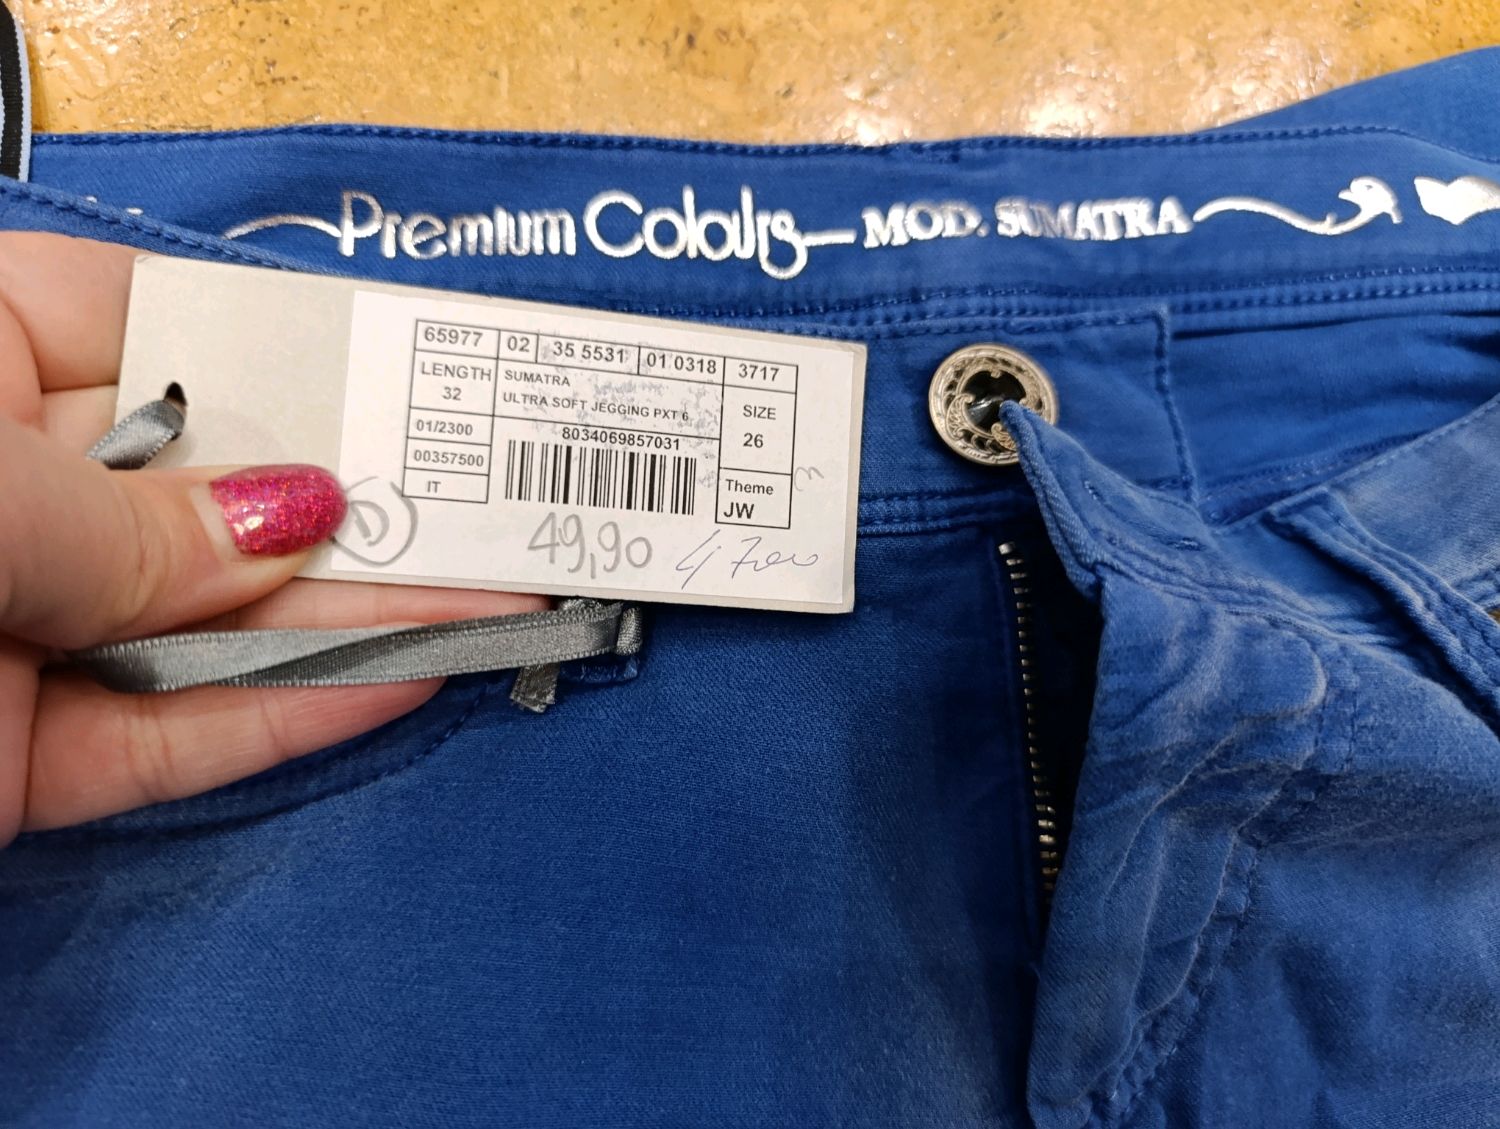 Premium Colours MOD. SUMATRA
65977 02 35 5531 01 0318 3717
LENGTH
32
SUMATRA
ULTRA SOFT JEGGING PXT 6
SIZE
26
01/2300
00357500
IT
8034069857031
Theme
JW
D
49,90